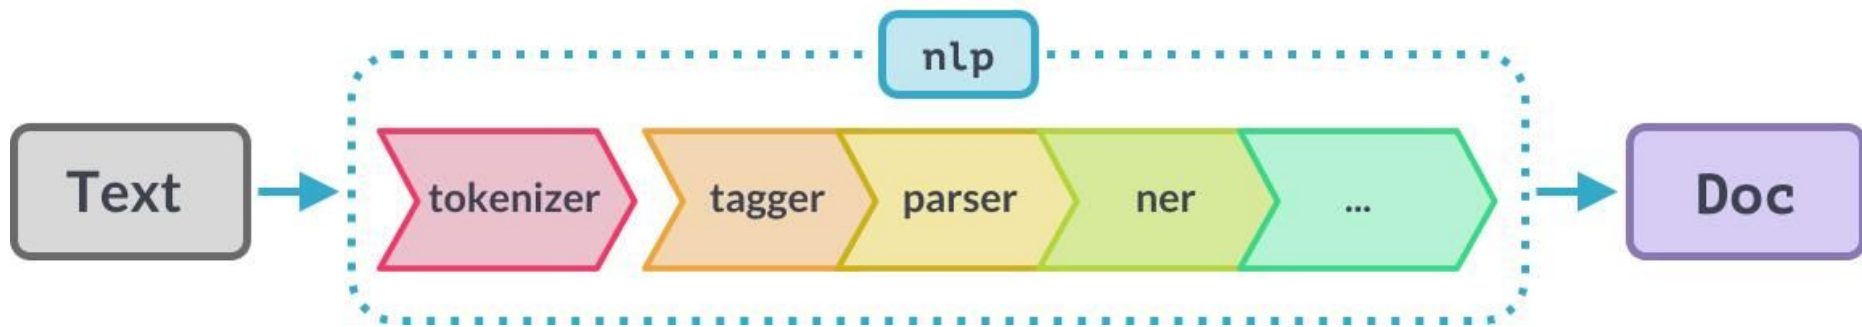 nlp
Text
tokenizer
tagger
parser
ner
...
Doc